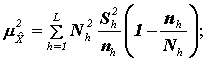 μ²_X̂ = Σ_{h=1}^{L} N_h² S_h²/n_h (1 − n_h/N_h);